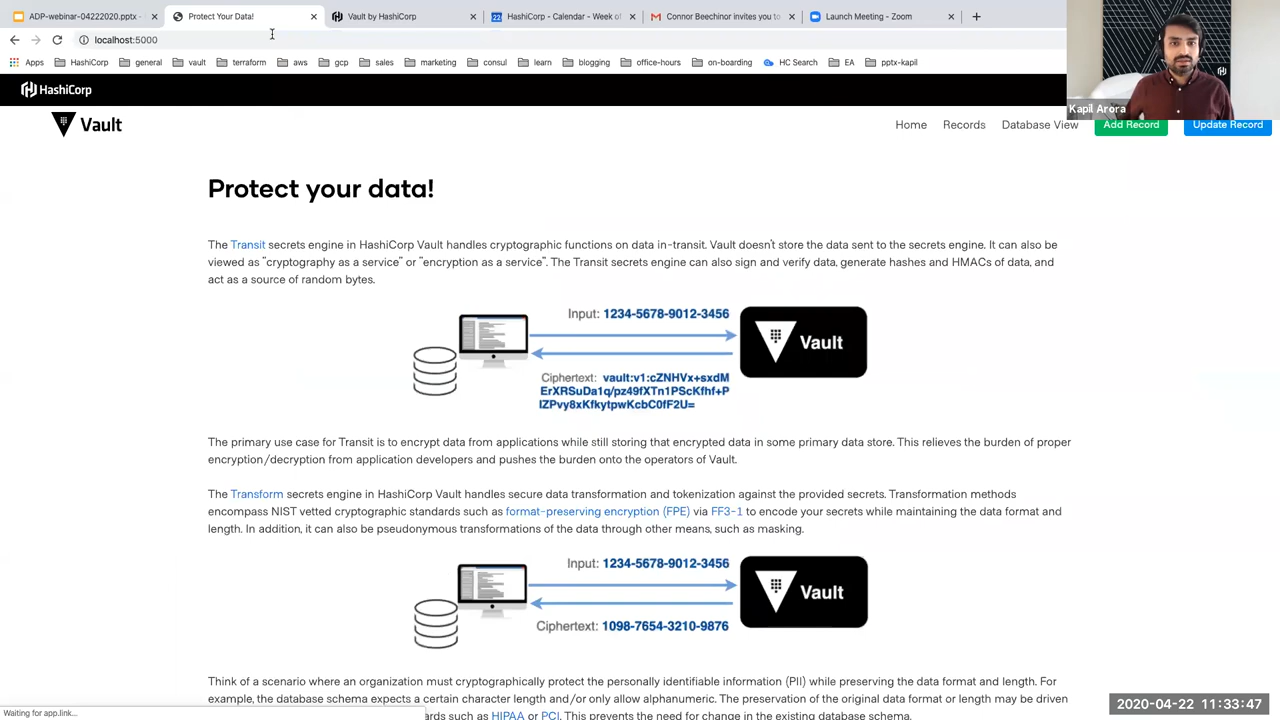 ADP-webinar-04222020.pptx -
Protect Your Data!
Vault by HashiCorp
HashiCorp - Calendar - Week of
Connor Beechinor invites you to
Launch Meeting - Zoom
localhost:5000
Apps
HashiCorp
general
vault
terraform
aws
gcp
sales
marketing
consul
learn
blogging
office-hours
on-boarding
HC Search
EA
pptx-kapil
HashiCorp
Kapil Arora
Vault
Home
Records
Database View
Add Record
Update Record
Protect your data!
The Transit secrets engine in HashiCorp Vault handles cryptographic functions on data in-transit. Vault doesn't store the data sent to the secrets engine. It can also be
viewed as "cryptography as a service" or "encryption as a service". The Transit secrets engine can also sign and verify data, generate hashes and HMACs of data, and
act as a source of random bytes.
Input: 1234-5678-9012-3456
Vault
Ciphertext: vault:v1:cZNHVx+sxdM
ErXRSuDa1q/pz49fXTn1PScKfhf+P
IZPvy8xKfkytpwKcbC0fF2U=
The primary use case for Transit is to encrypt data from applications while still storing that encrypted data in some primary data store. This relieves the burden of proper
encryption/decryption from application developers and pushes the burden onto the operators of Vault.
The Transform secrets engine in HashiCorp Vault handles secure data transformation and tokenization against the provided secrets. Transformation methods
encompass NIST vetted cryptographic standards such as format-preserving encryption (FPE) via FF3-1 to encode your secrets while maintaining the data format and
length. In addition, it can also be pseudonymous transformations of the data through other means, such as masking.
Input: 1234-5678-9012-3456
Vault
Ciphertext: 1098-7654-3210-9876
Think of a scenario where an organization must cryptographically protect the personally identifiable information (PII) while preserving the data format and length. For
example, the database schema expects a certain character length and/or only allow alphanumeric. The preservation of the original data format or length may be driven
ards such as HIPAA or PCI. This prevents the need for change in the existing database schema.
Waiting for app.link...
2020-04-22 11:33:47